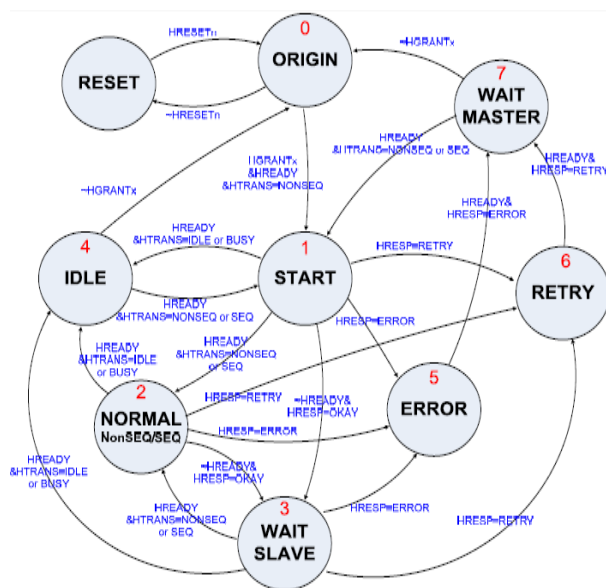 0
ORIGIN
HRESETn
RESET
~HRESETn
~HGRANTx
7
WAIT
MASTER
HREADY
&HTRANS=NONSEQ or SEQ
HGRANTx
&HREADY
&HTRANS=NONSEQ
HREADY&
HRESP=RETRY
HREADY&
HRESP=ERROR
~HGRANTx
4
IDLE
HREADY
&HTRANS=IDLE or BUSY
1
START
HRESP=RETRY
6
RETRY
HREADY
&HTRANS=NONSEQ or SEQ
HRESP=ERROR
HREADY
&HTRANS=NONSEQ
or SEQ
HREADY
&HTRANS=IDLE
or BUSY
2
NORMAL
NonSEQ/SEQ
HRESP=RETRY
~HREADY&
HRESP=OKAY
5
ERROR
HRESP=ERROR
~HREADY&
HRESP=OKAY
HREADY
&HTRANS=IDLE
or BUSY
HREADY
&HTRANS=NONSEQ
or SEQ
3
WAIT
SLAVE
HRESP=ERROR
HRESP=RETRY